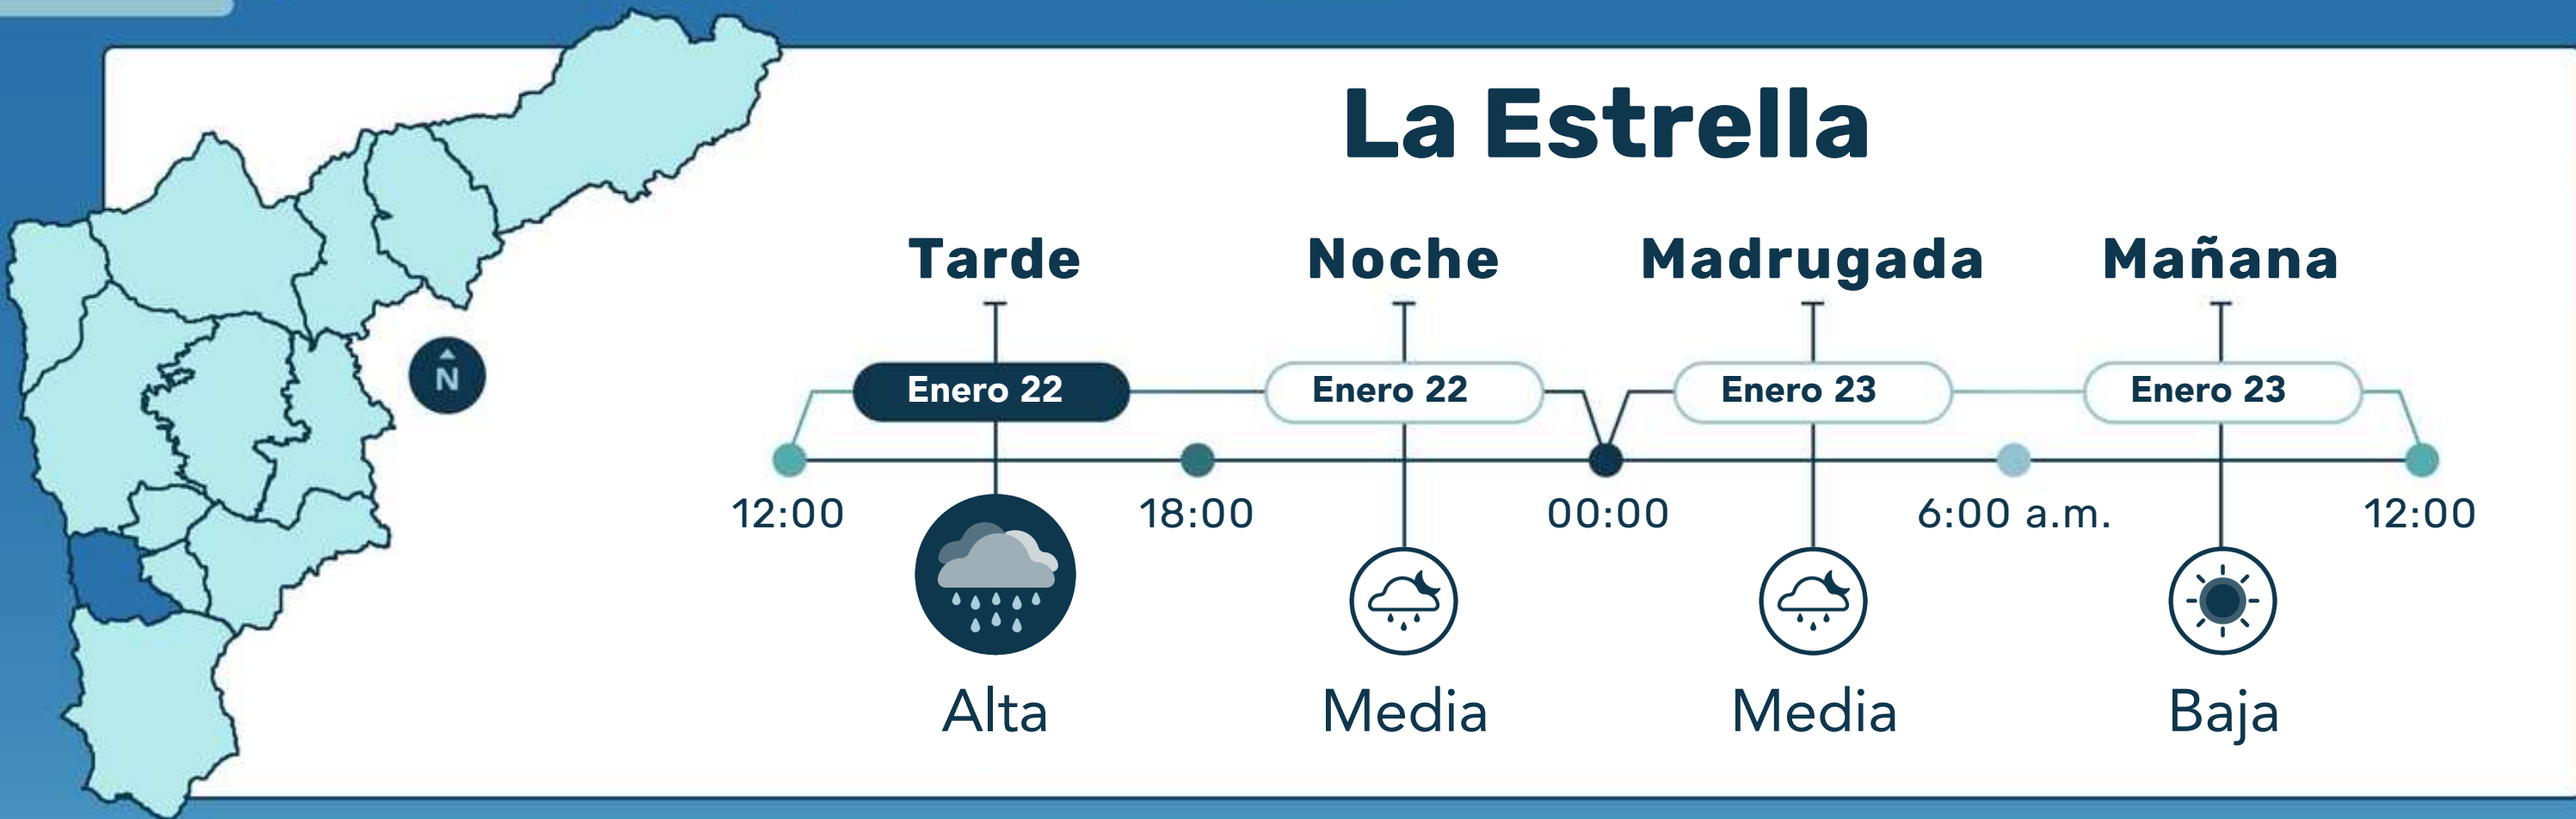 La Estrella
Tarde Noche Madrugada Mañana
N
Enero 22 Enero 22 Enero 23 Enero 23
12:00 18:00 00:00 6:00 a.m. 12:00
Alta Media Media Baja